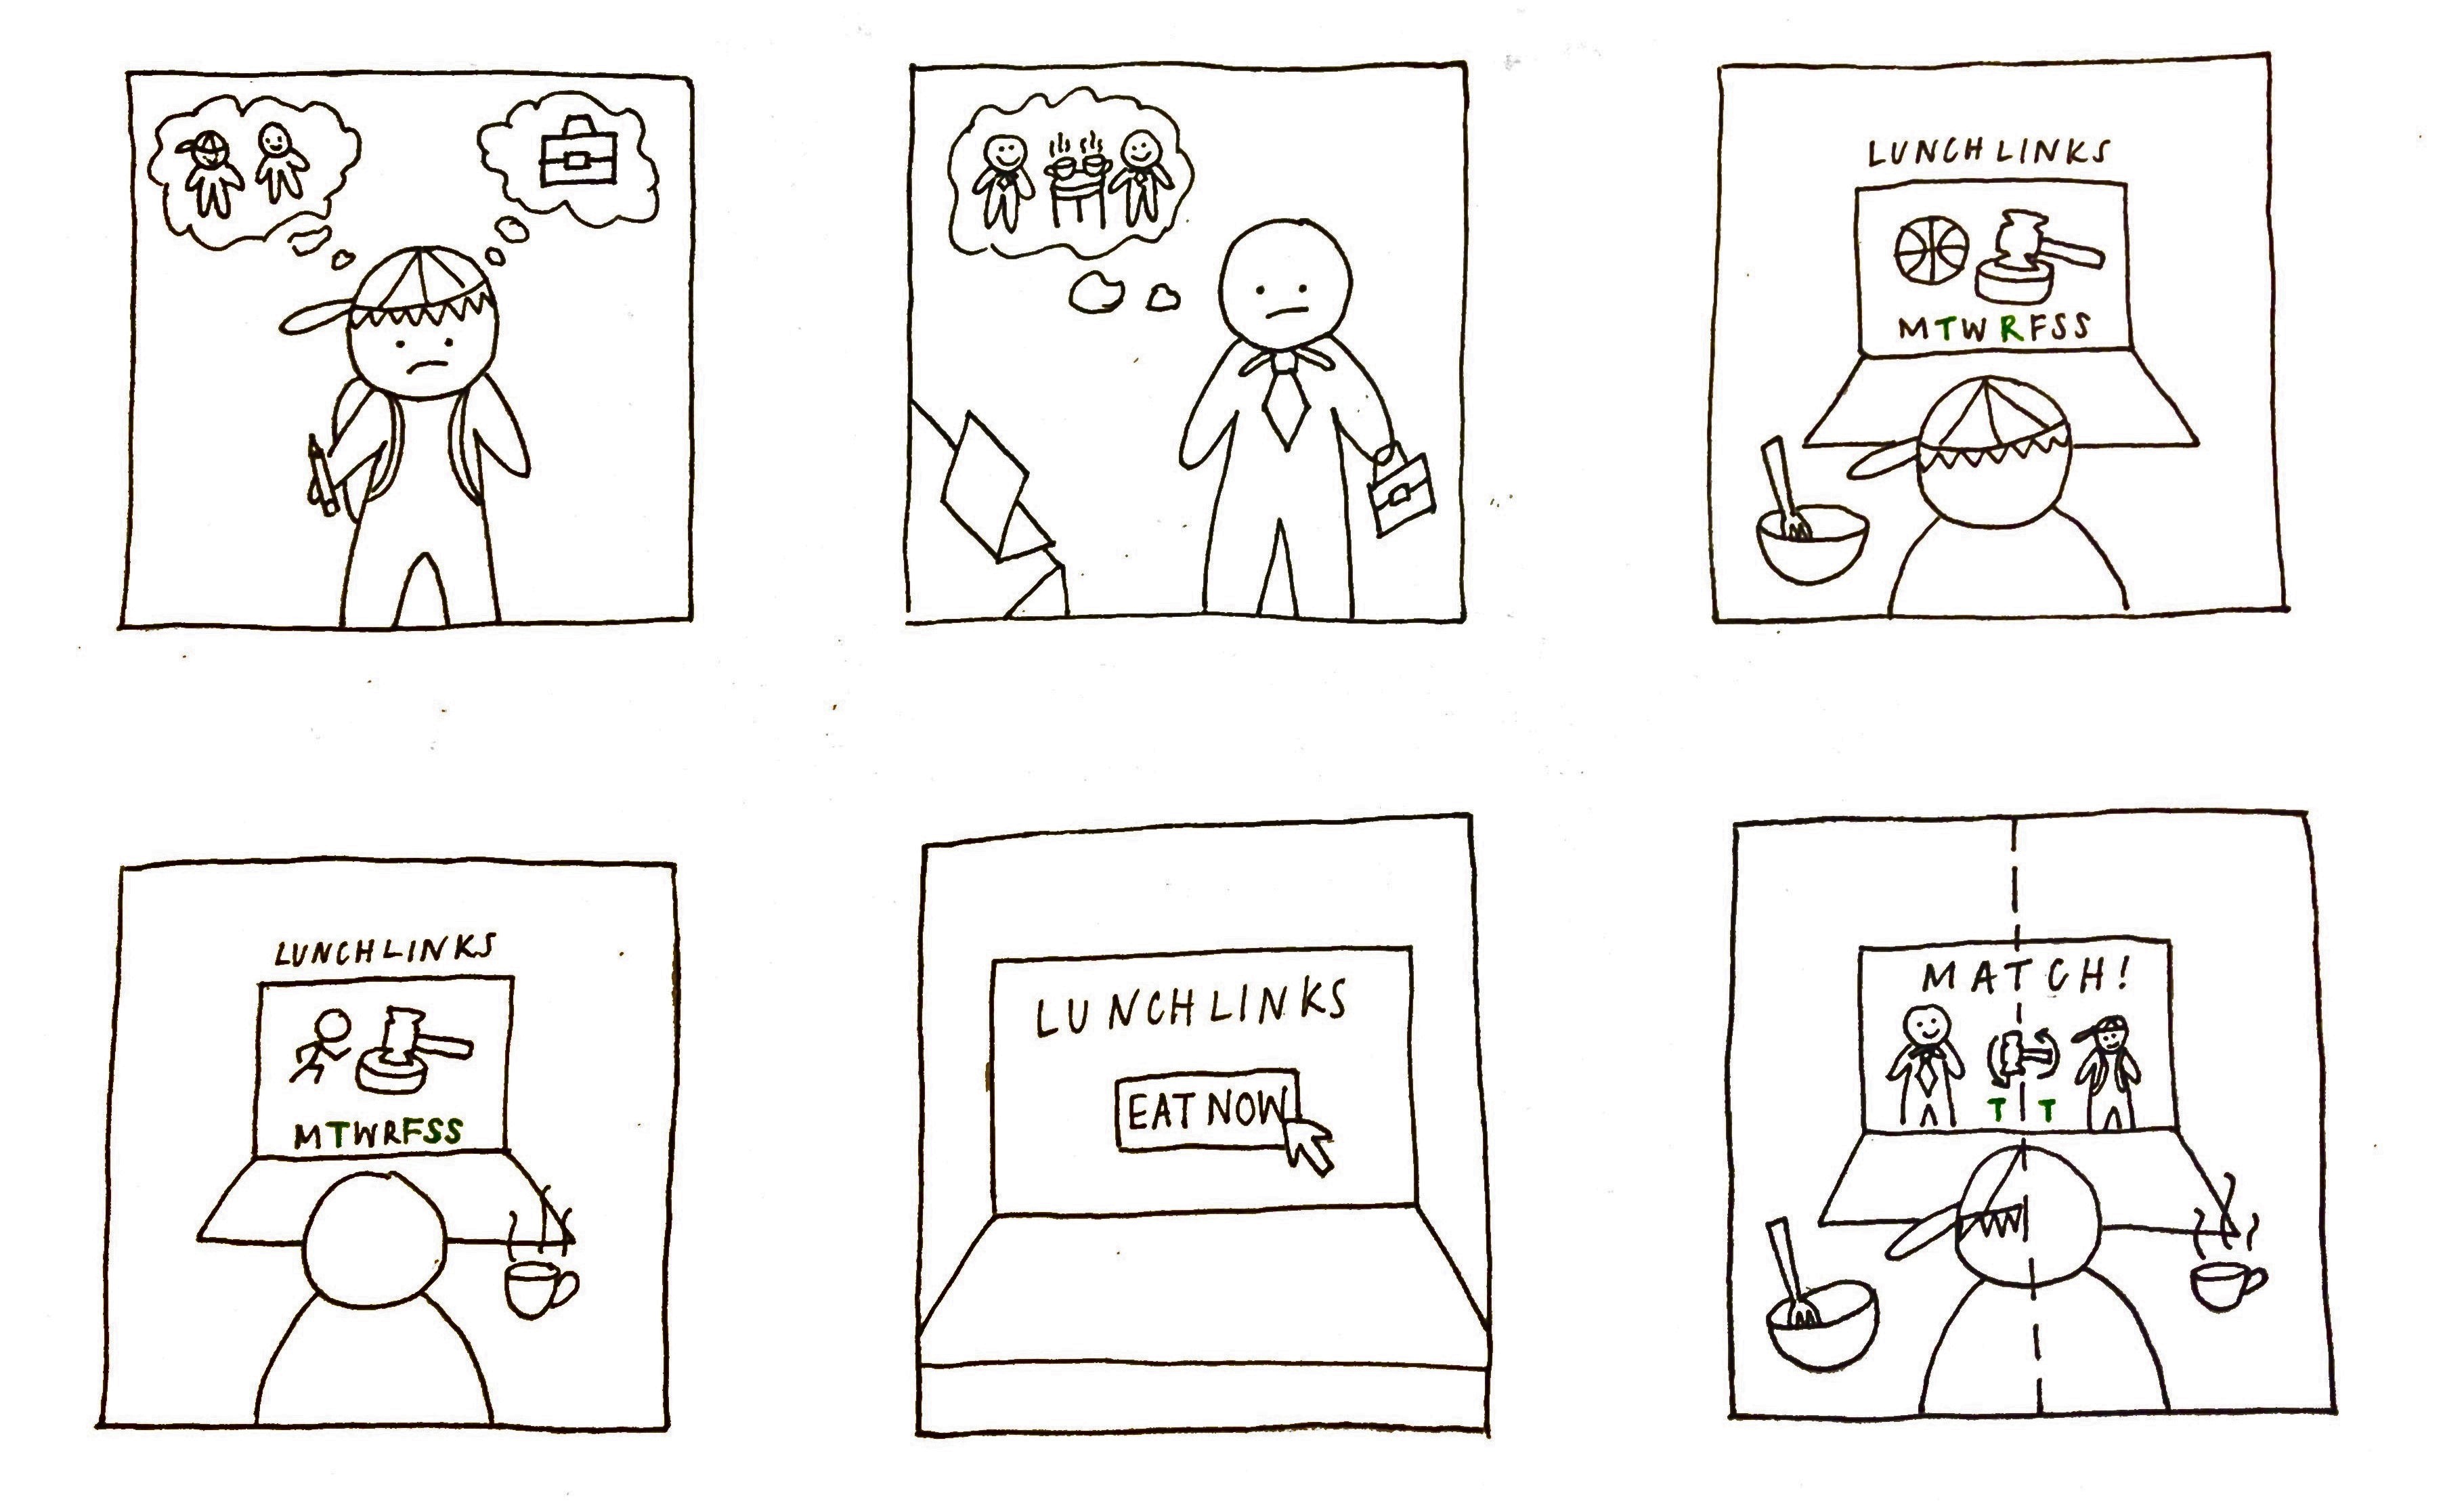 LUNCHLINKS
MTWRFSS
LUNCHLINKS
MTWRFSS
LUNCHLINKS
EAT NOW
MATCH!
T T